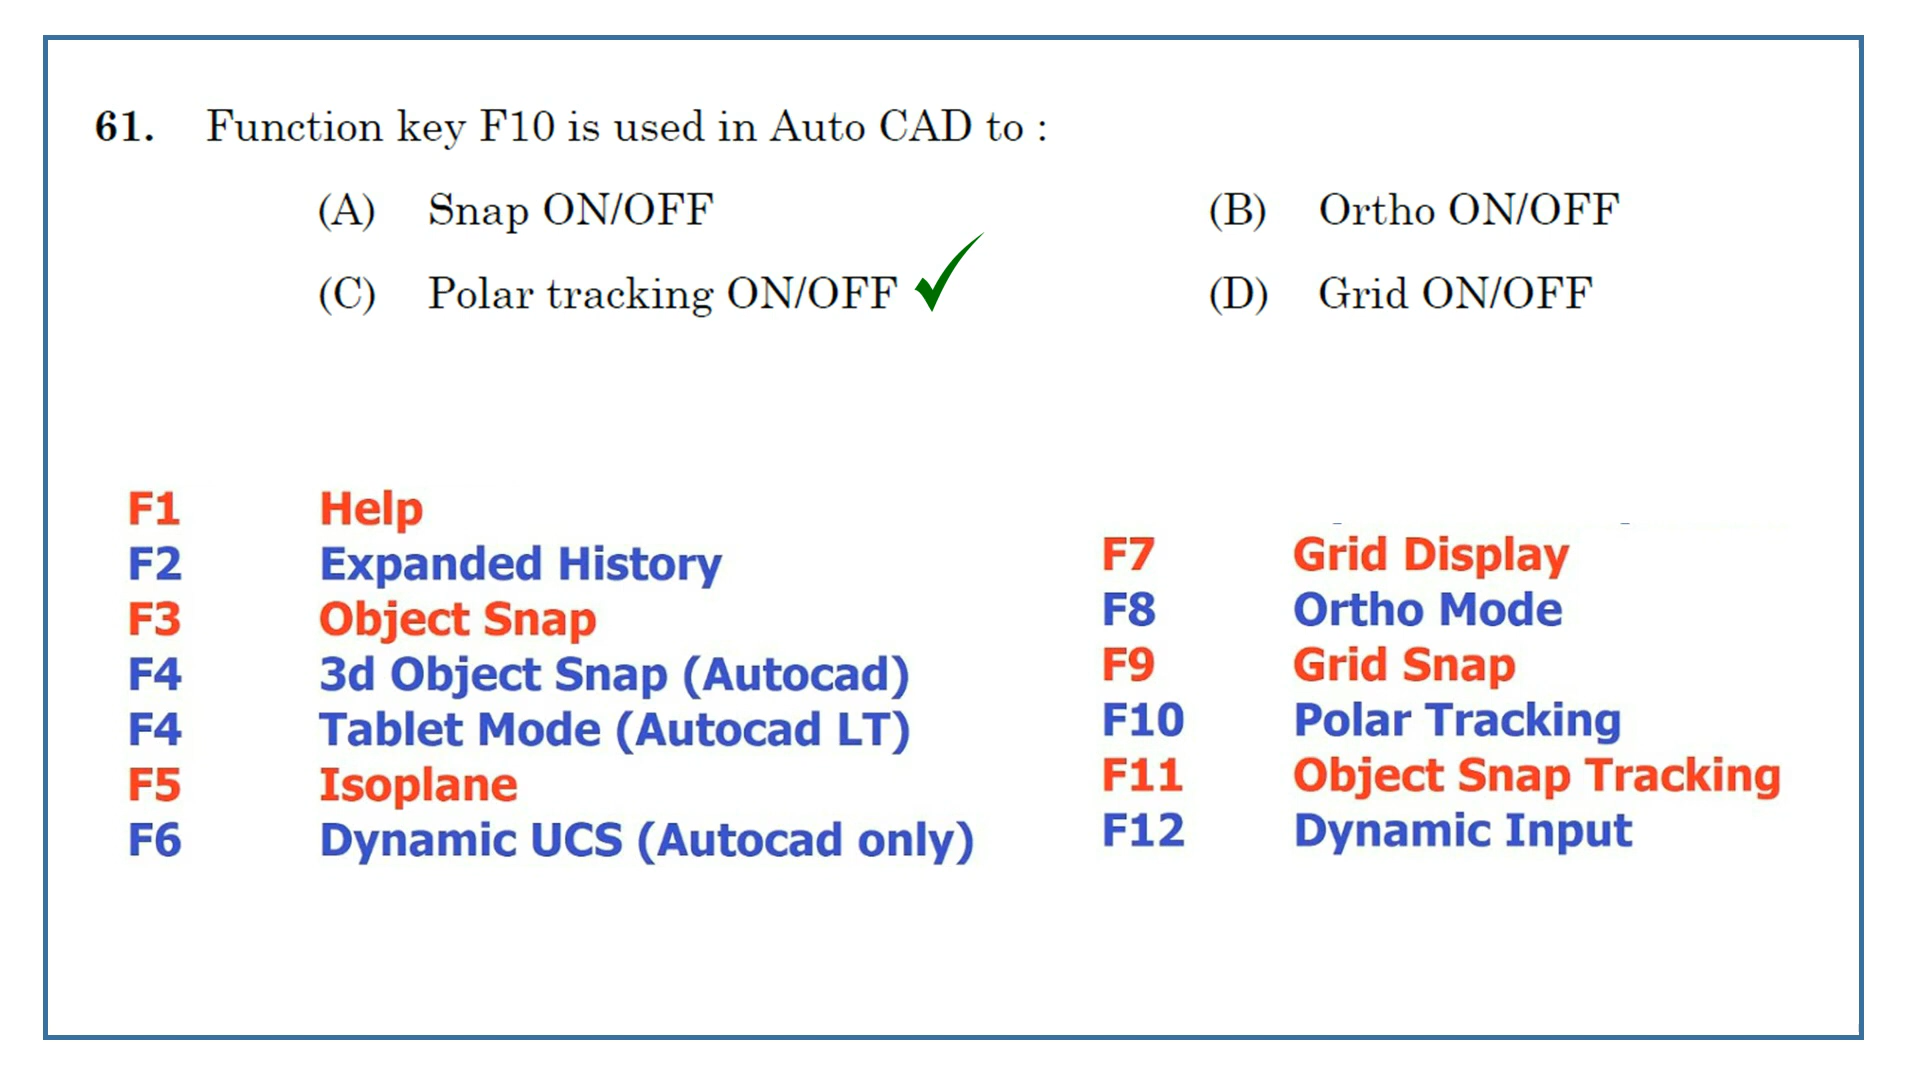 61. Function key F10 is used in Auto CAD to :
(A) Snap ON/OFF (B) Ortho ON/OFF
(C) Polar tracking ON/OFF (D) Grid ON/OFF
F1 Help
F2 Expanded History
F3 Object Snap
F4 3d Object Snap (Autocad)
F4 Tablet Mode (Autocad LT)
F5 Isoplane
F6 Dynamic UCS (Autocad only)
F7 Grid Display
F8 Ortho Mode
F9 Grid Snap
F10 Polar Tracking
F11 Object Snap Tracking
F12 Dynamic Input